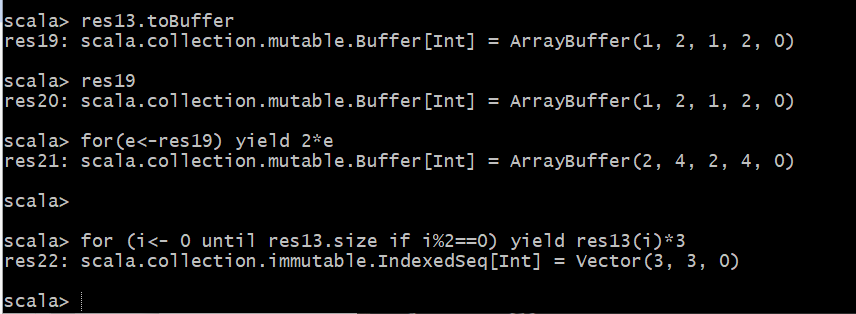 scala> res13.toBuffer
res19: scala.collection.mutable.Buffer[Int] = ArrayBuffer(1, 2, 1, 2, 0)
scala> res19
res20: scala.collection.mutable.Buffer[Int] = ArrayBuffer(1, 2, 1, 2, 0)
scala> for(e<-res19) yield 2*e
res21: scala.collection.mutable.Buffer[Int] = ArrayBuffer(2, 4, 2, 4, 0)
scala>
scala> for (i<- 0 until res13.size if i%2==0) yield res13(i)*3
res22: scala.collection.immutable.IndexedSeq[Int] = Vector(3, 3, 0)
scala>